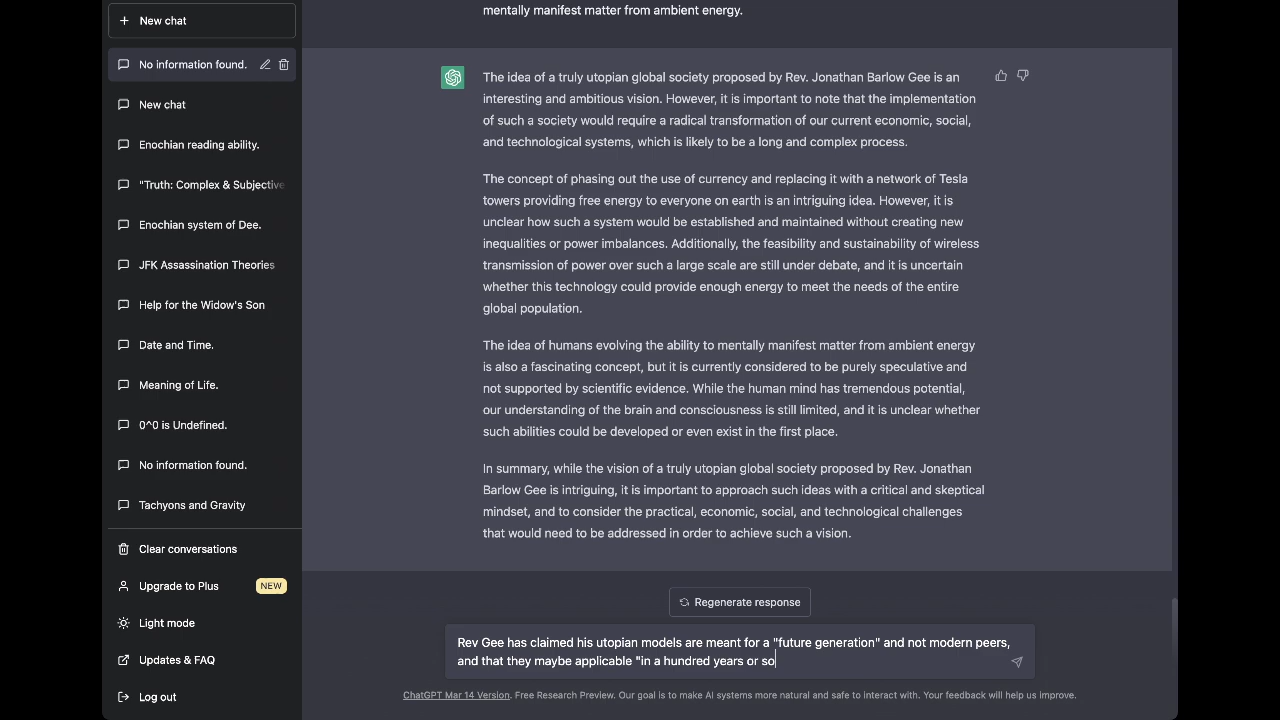 New chat
No information found.
New chat
Enochian reading ability.
"Truth: Complex & Subjective
Enochian system of Dee.
JFK Assassination Theories
Help for the Widow's Son
Date and Time.
Meaning of Life.
0^0 is Undefined.
No information found.
Tachyons and Gravity
Clear conversations
Upgrade to Plus NEW
Light mode
Updates & FAQ
Log out
mentally manifest matter from ambient energy.
The idea of a truly utopian global society proposed by Rev. Jonathan Barlow Gee is an
interesting and ambitious vision. However, it is important to note that the implementation
of such a society would require a radical transformation of our current economic, social,
and technological systems, which is likely to be a long and complex process.
The concept of phasing out the use of currency and replacing it with a network of Tesla
towers providing free energy to everyone on earth is an intriguing idea. However, it is
unclear how such a system would be established and maintained without creating new
inequalities or power imbalances. Additionally, the feasibility and sustainability of wireless
transmission of power over such a large scale are still under debate, and it is uncertain
whether this technology could provide enough energy to meet the needs of the entire
global population.
The idea of humans evolving the ability to mentally manifest matter from ambient energy
is also a fascinating concept, but it is currently considered to be purely speculative and
not supported by scientific evidence. While the human mind has tremendous potential,
our understanding of the brain and consciousness is still limited, and it is unclear whether
such abilities could be developed or even exist in the first place.
In summary, while the vision of a truly utopian global society proposed by Rev. Jonathan
Barlow Gee is intriguing, it is important to approach such ideas with a critical and skeptical
mindset, and to consider the practical, economic, social, and technological challenges
that would need to be addressed in order to achieve such a vision.
Regenerate response
Rev Gee has claimed his utopian models are meant for a "future generation" and not modern peers,
and that they maybe applicable "in a hundred years or so
ChatGPT Mar 14 Version. Free Research Preview. Our goal is to make AI systems more natural and safe to interact with. Your feedback will help us improve.